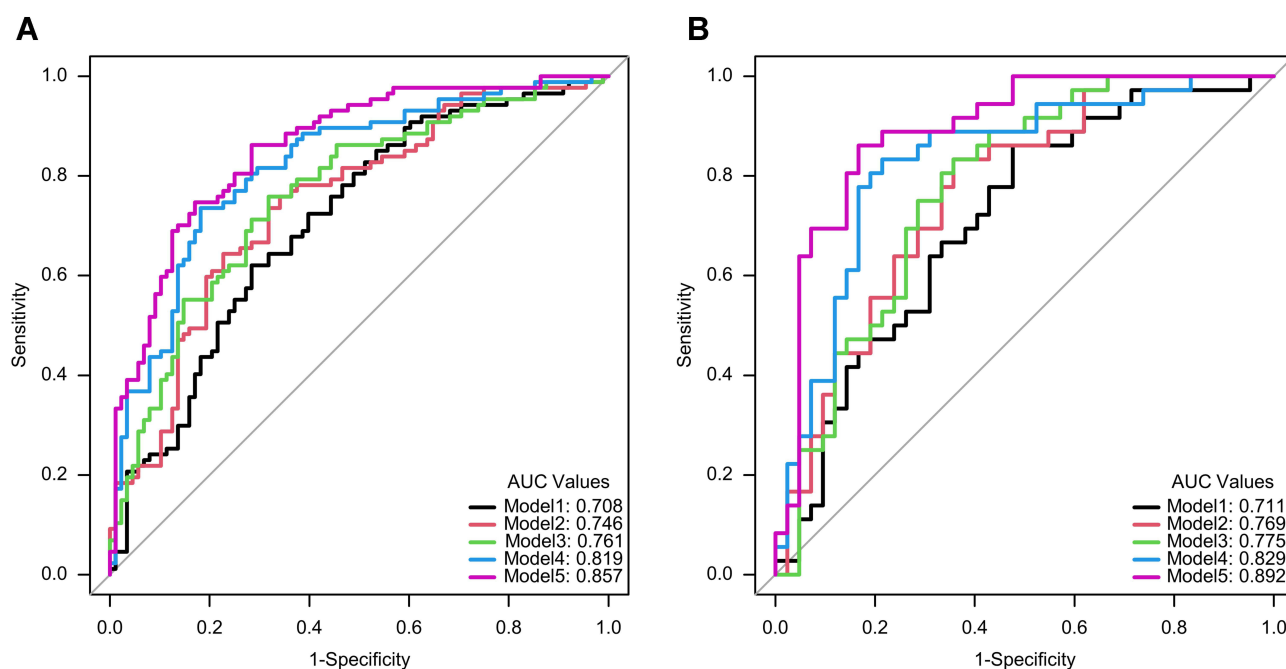 A
1.0
0.8
0.6
0.4
0.2
0.0
Sensitivity
AUC Values
Model1: 0.708
Model2: 0.746
Model3: 0.761
Model4: 0.819
Model5: 0.857
0.0 0.2 0.4 0.6 0.8 1.0
1-Specificity
B
1.0
0.8
0.6
0.4
0.2
0.0
Sensitivity
AUC Values
Model1: 0.711
Model2: 0.769
Model3: 0.775
Model4: 0.829
Model5: 0.892
0.0 0.2 0.4 0.6 0.8 1.0
1-Specificity